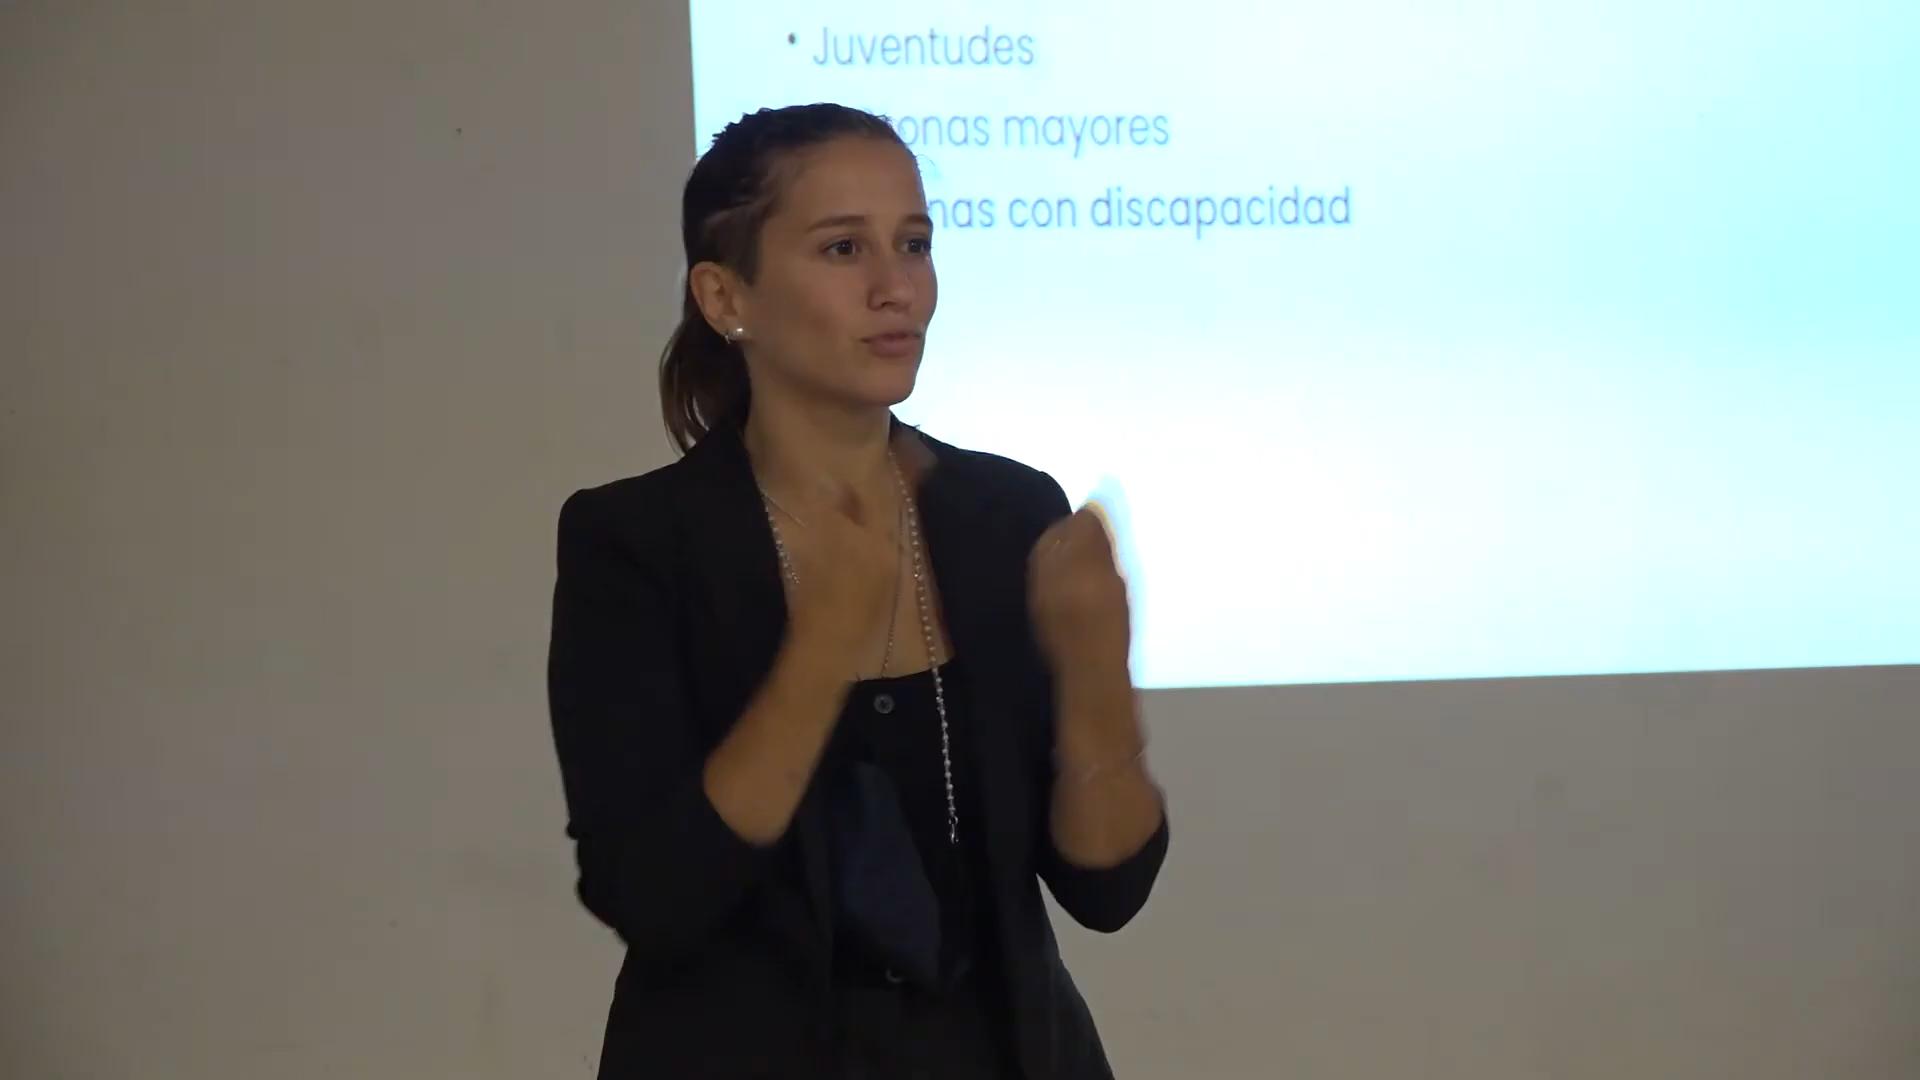 • Juventudes
onas mayores
nas con discapacidad